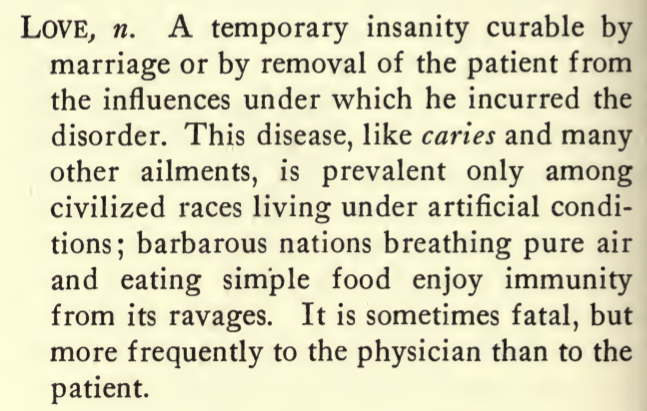 LOVE, n. A temporary insanity curable by
marriage or by removal of the patient from
the influences under which he incurred the
disorder. This disease, like caries and many
other ailments, is prevalent only among
civilized races living under artificial condi-
tions; barbarous nations breathing pure air
and eating simple food enjoy immunity
from its ravages. It is sometimes fatal, but
more frequently to the physician than to the
patient.